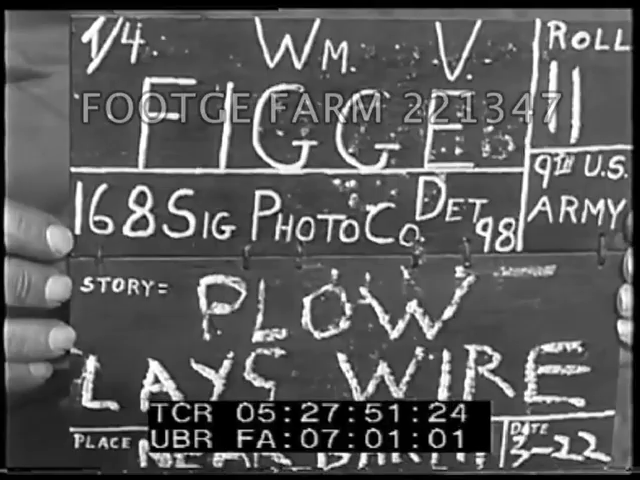 1/4 WM. V. ROLL
FIGGE 11
FOOTGE FARM 221347
9TH U.S.
ARMY
168 SIG PHOTO CO DET 98
STORY= PLOW
LAYS WIRE
TCR 05:27:51:24
UBR FA:07:01:01
PLACE NEAR
DATE
3-22